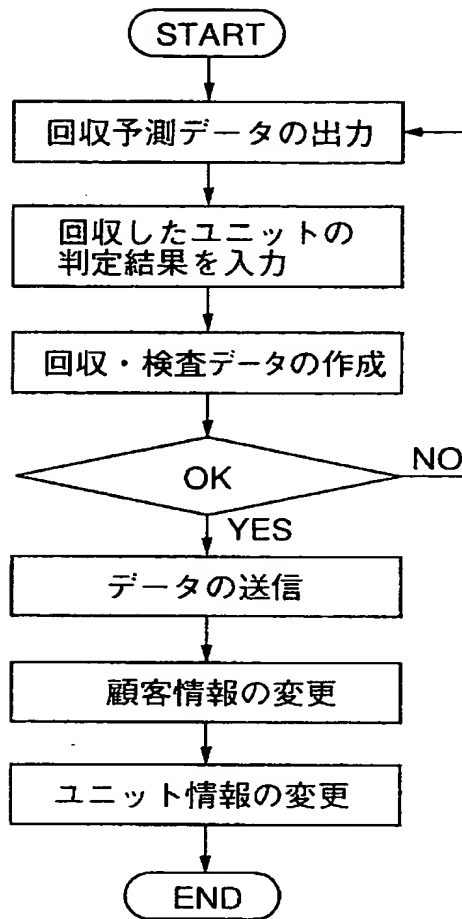 START
回収予測データの出力
回収したユニットの
判定結果を入力
回収・検査データの作成
OK
NO
YES
データの送信
顧客情報の変更
ユニット情報の変更
END